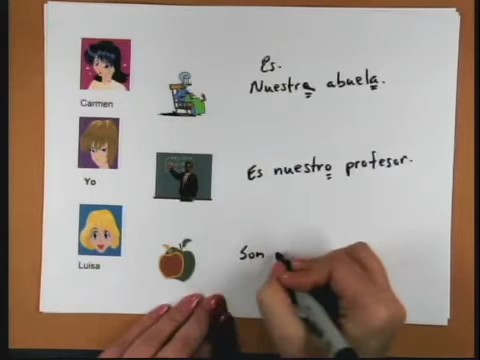 Carmen
Es.
Nuestra abuela.
Yo
Es nuestro profesor.
Luisa
Son